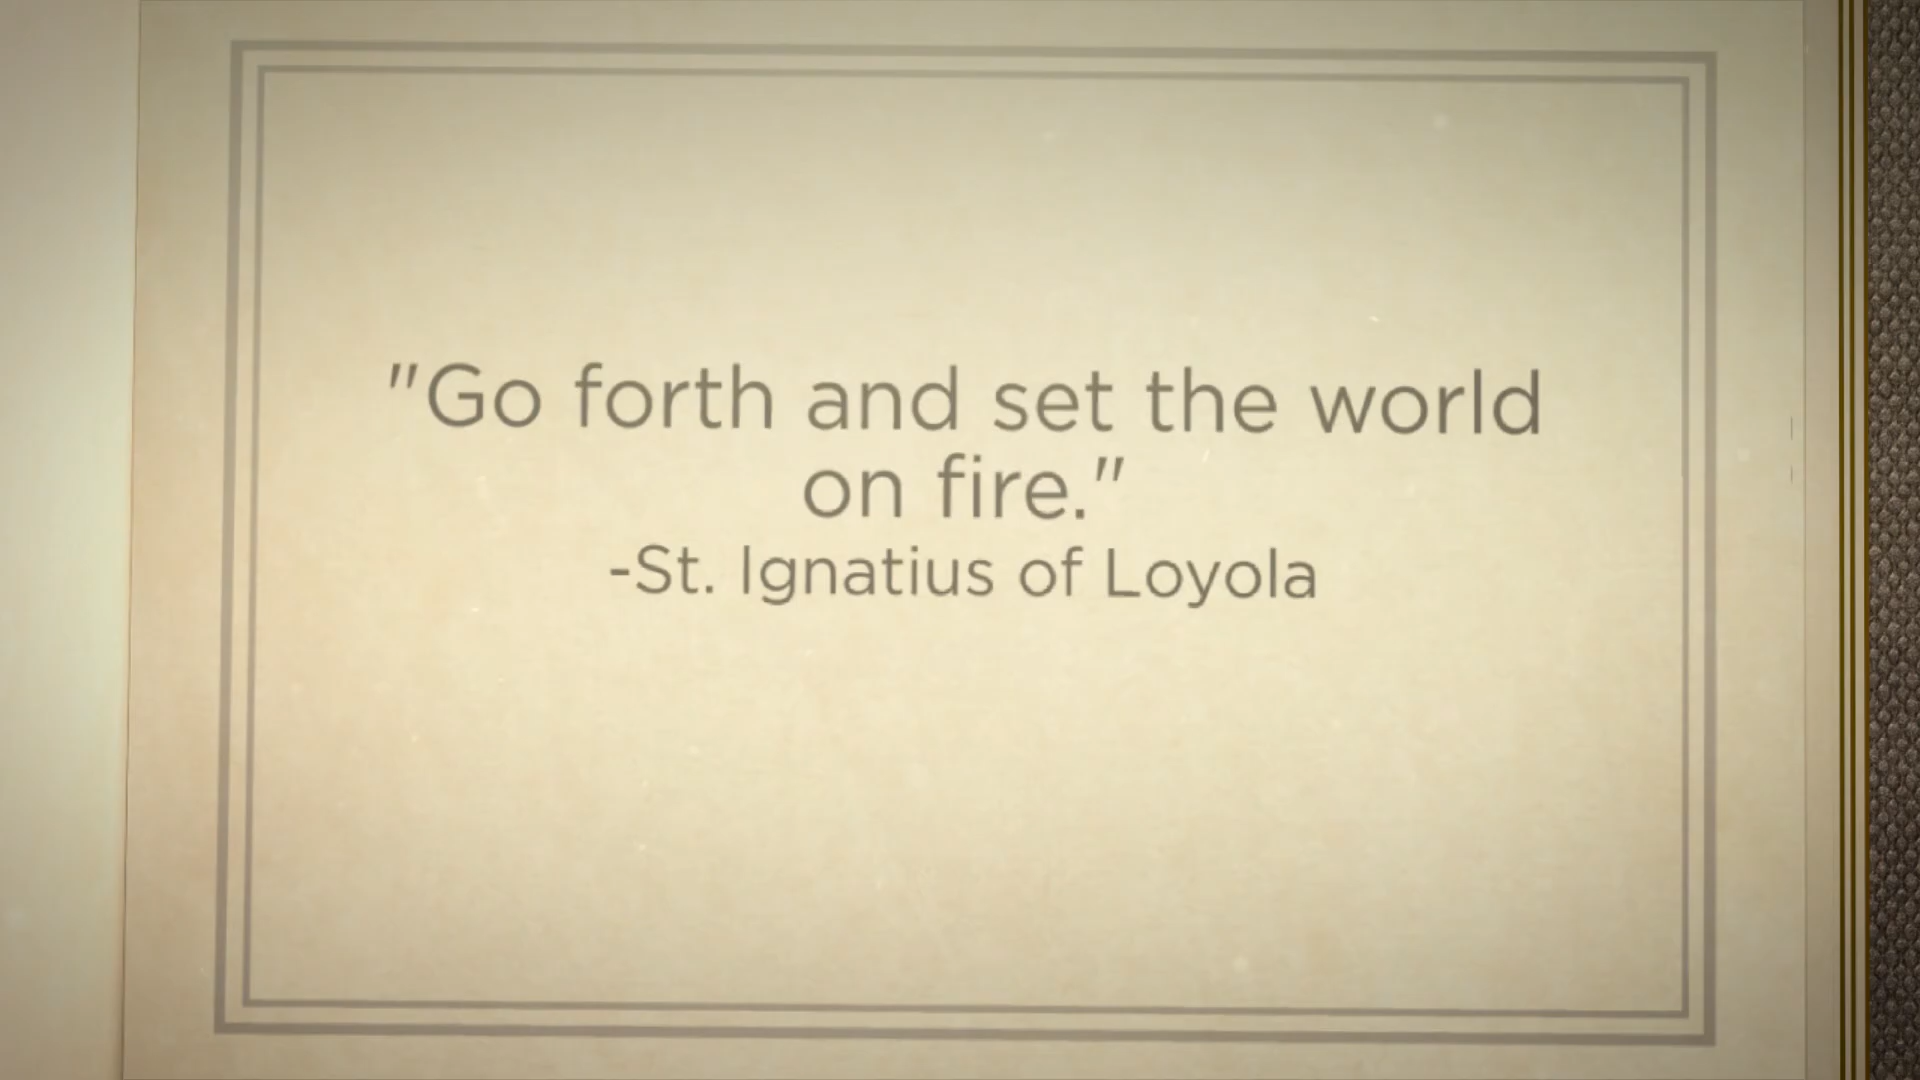 "Go forth and set the world
on fire."
-St. Ignatius of Loyola